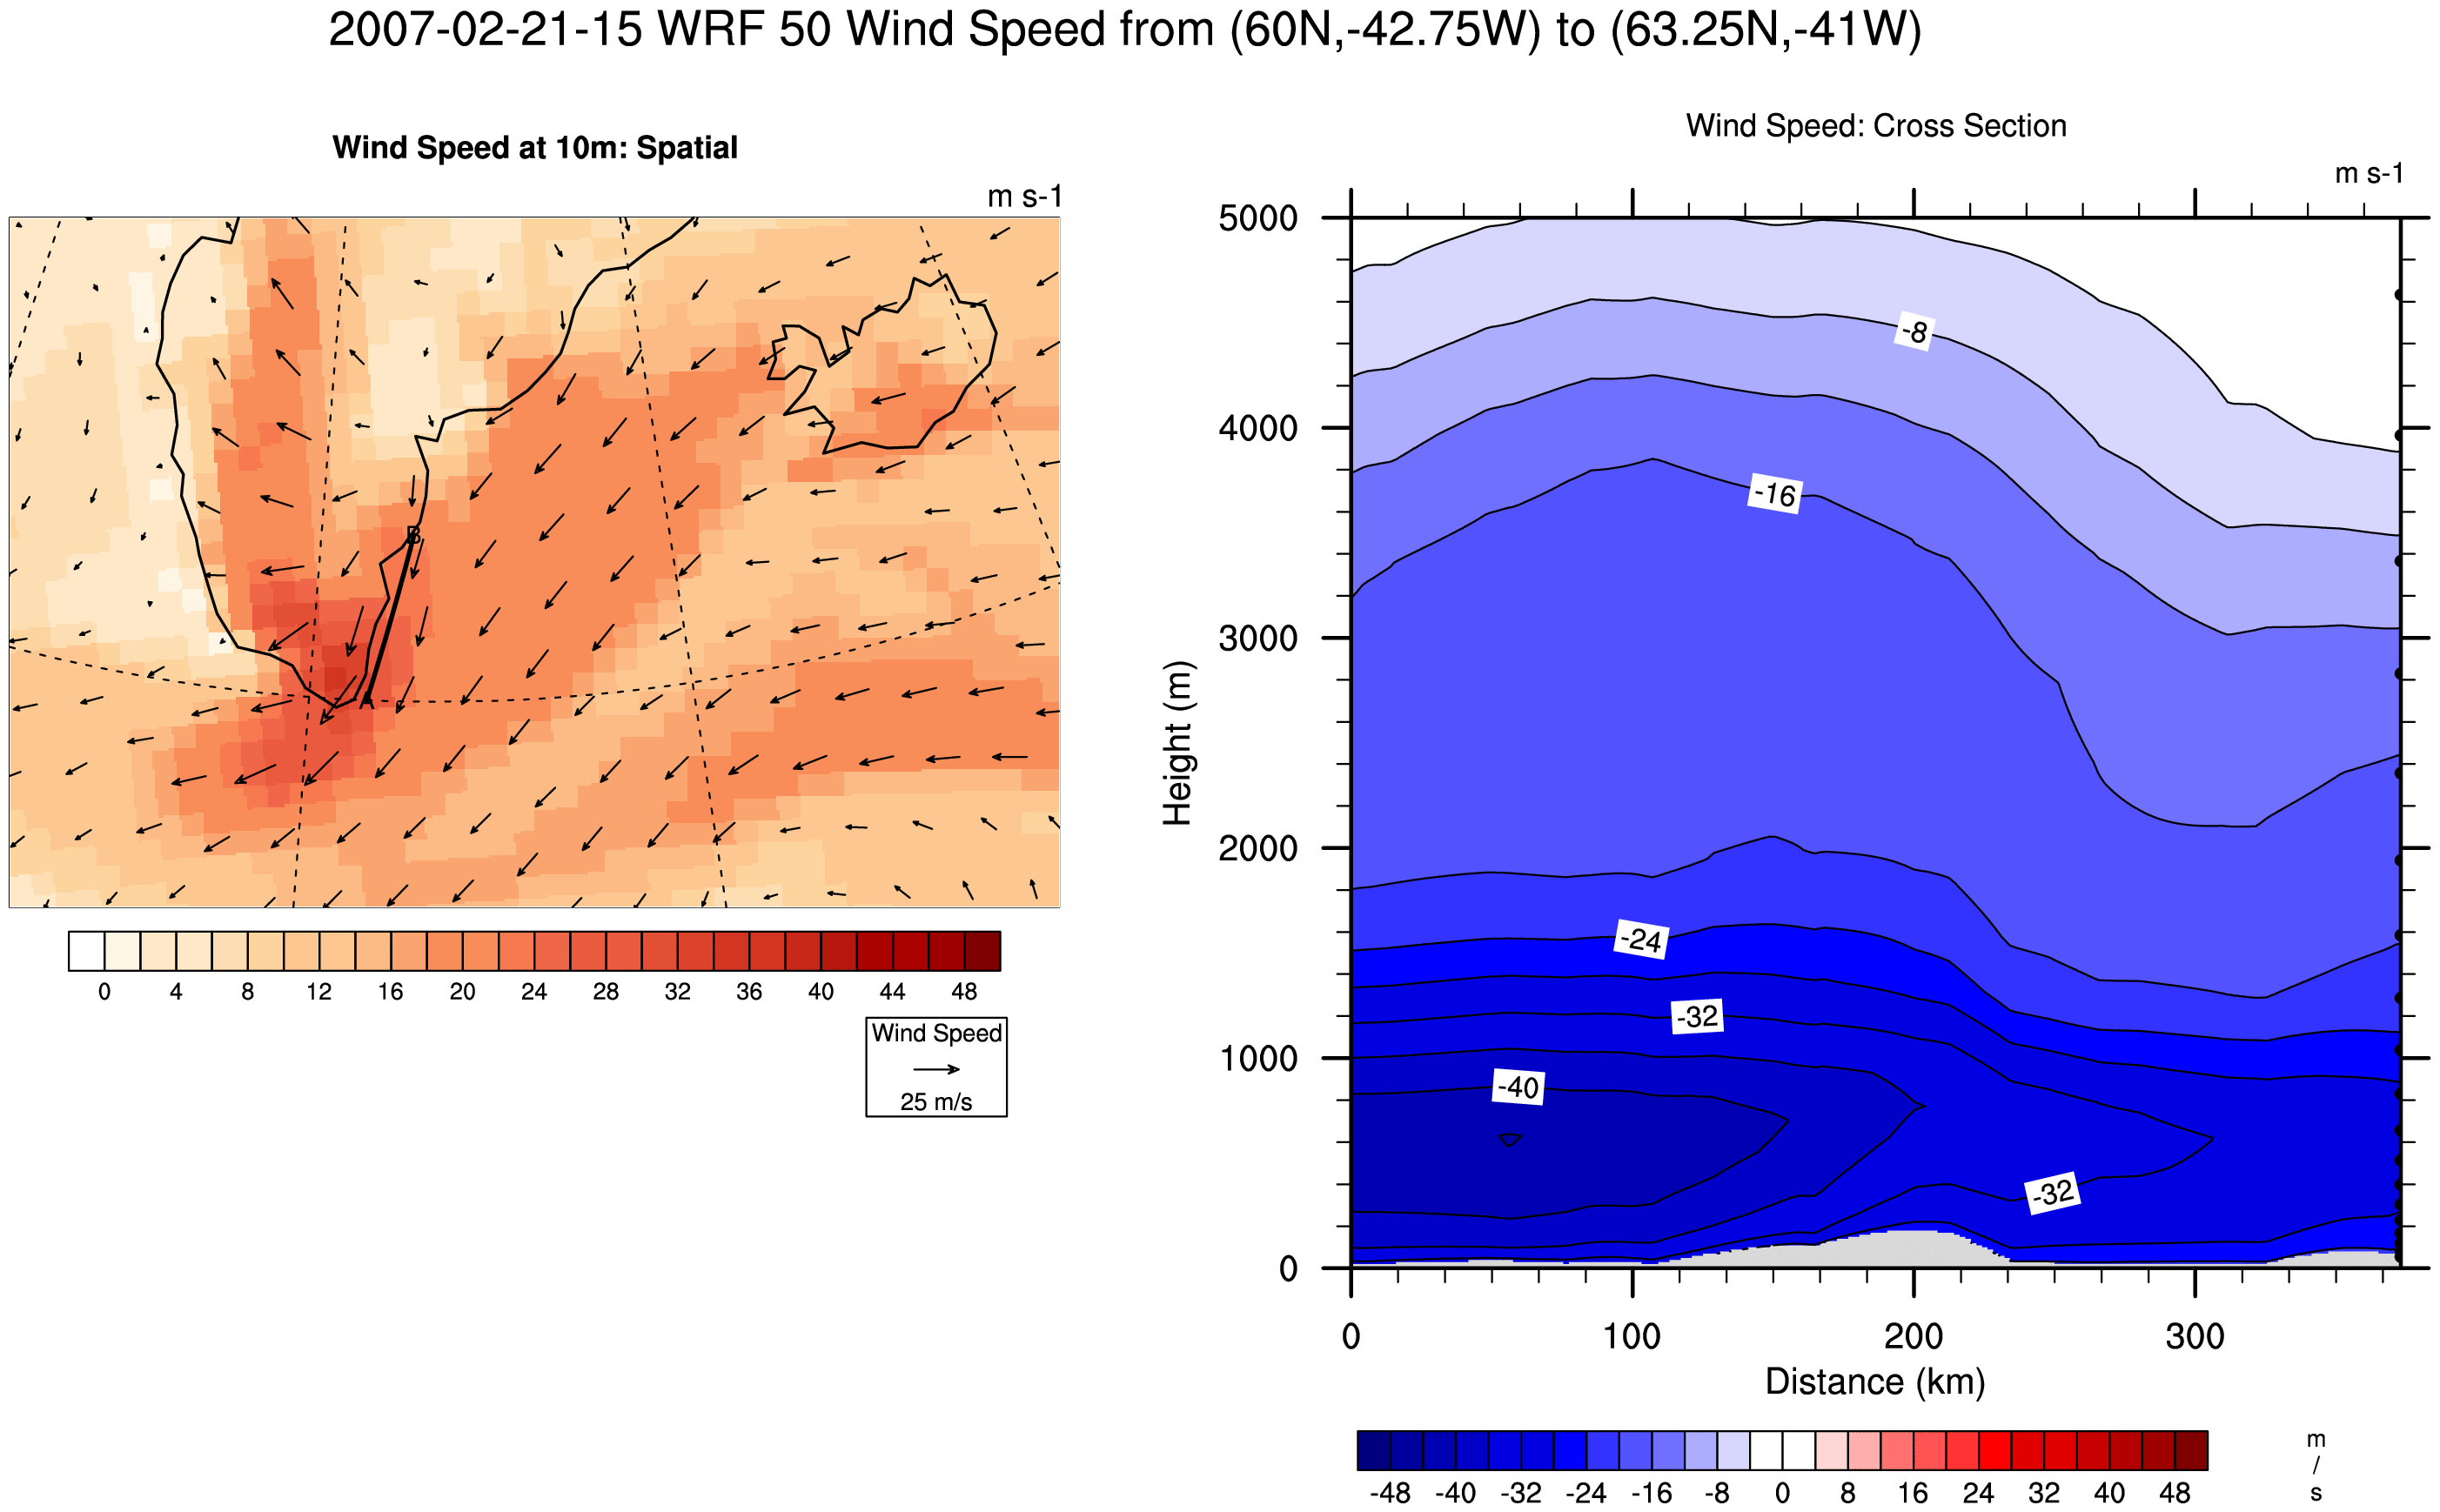 2007-02-21-15 WRF 50 Wind Speed from (60N,-42.75W) to (63.25N,-41W)
Wind Speed at 10m: Spatial
m s-1
B
A
0 4 8 12 16 20 24 28 32 36 40 44 48
Wind Speed
25 m/s
Wind Speed: Cross Section
m s-1
5000
4000
3000
2000
1000
0
Height (m)
-8
-16
-24
-32
-40
-32
0 100 200 300
Distance (km)
-48 -40 -32 -24 -16 -8 0 8 16 24 32 40 48
m
/
s